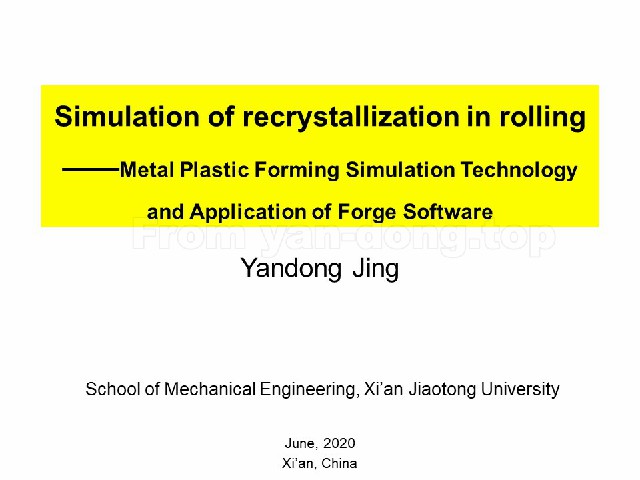 Simulation of recrystallization in rolling
——Metal Plastic Forming Simulation Technology
and Application of Forge Software
From yan-dong.top
Yandong Jing
School of Mechanical Engineering, Xi’an Jiaotong University
June, 2020
Xi’an, China